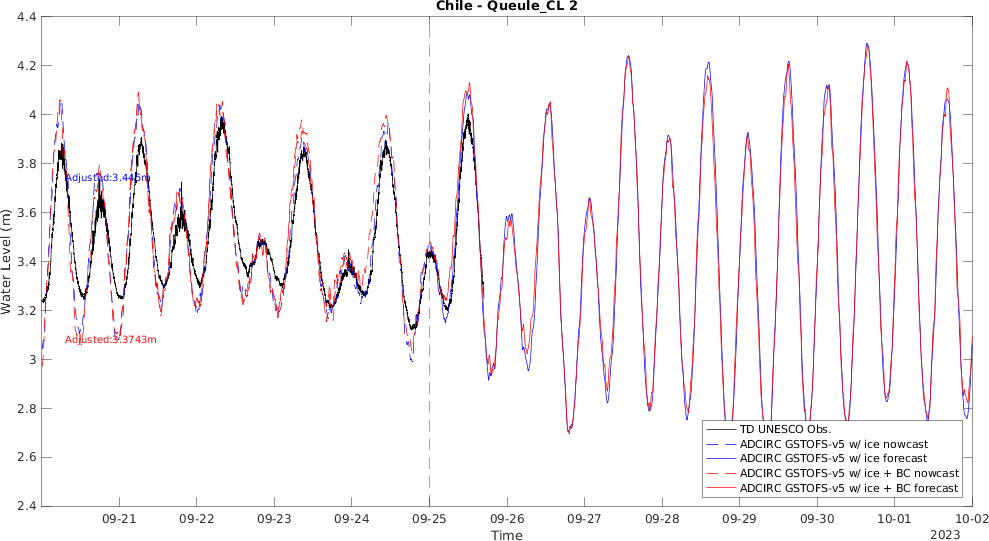 Chile - Queule_CL 2
4.4
4.2
4
3.8
3.6
3.4
3.2
3
2.8
2.6
2.4
Water Level (m)
Adjusted:3.445m
Adjusted:3.3743m
TD UNESCO Obs.
ADCIRC GSTOFS-v5 w/ ice nowcast
ADCIRC GSTOFS-v5 w/ ice forecast
ADCIRC GSTOFS-v5 w/ ice + BC nowcast
ADCIRC GSTOFS-v5 w/ ice + BC forecast
09-21 09-22 09-23 09-24 09-25 09-26 09-27 09-28 09-29 09-30 10-01 10-02
Time
2023